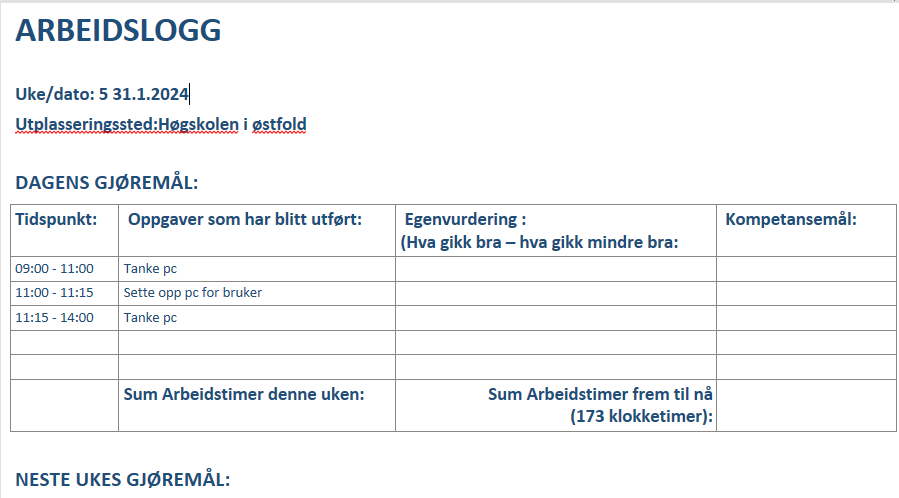 ARBEIDSLOGG
Uke/dato: 5 31.1.2024
Utplasseringssted:Høgskolen i østfold
DAGENS GJØREMÅL:
Tidspunkt: Oppgaver som har blitt utført: Egenvurdering : Kompetansemål:
(Hva gikk bra – hva gikk mindre bra:
09:00 - 11:00 Tanke pc
11:00 - 11:15 Sette opp pc for bruker
11:15 - 14:00 Tanke pc
Sum Arbeidstimer denne uken: Sum Arbeidstimer frem til nå
(173 klokketimer):
NESTE UKES GJØREMÅL: